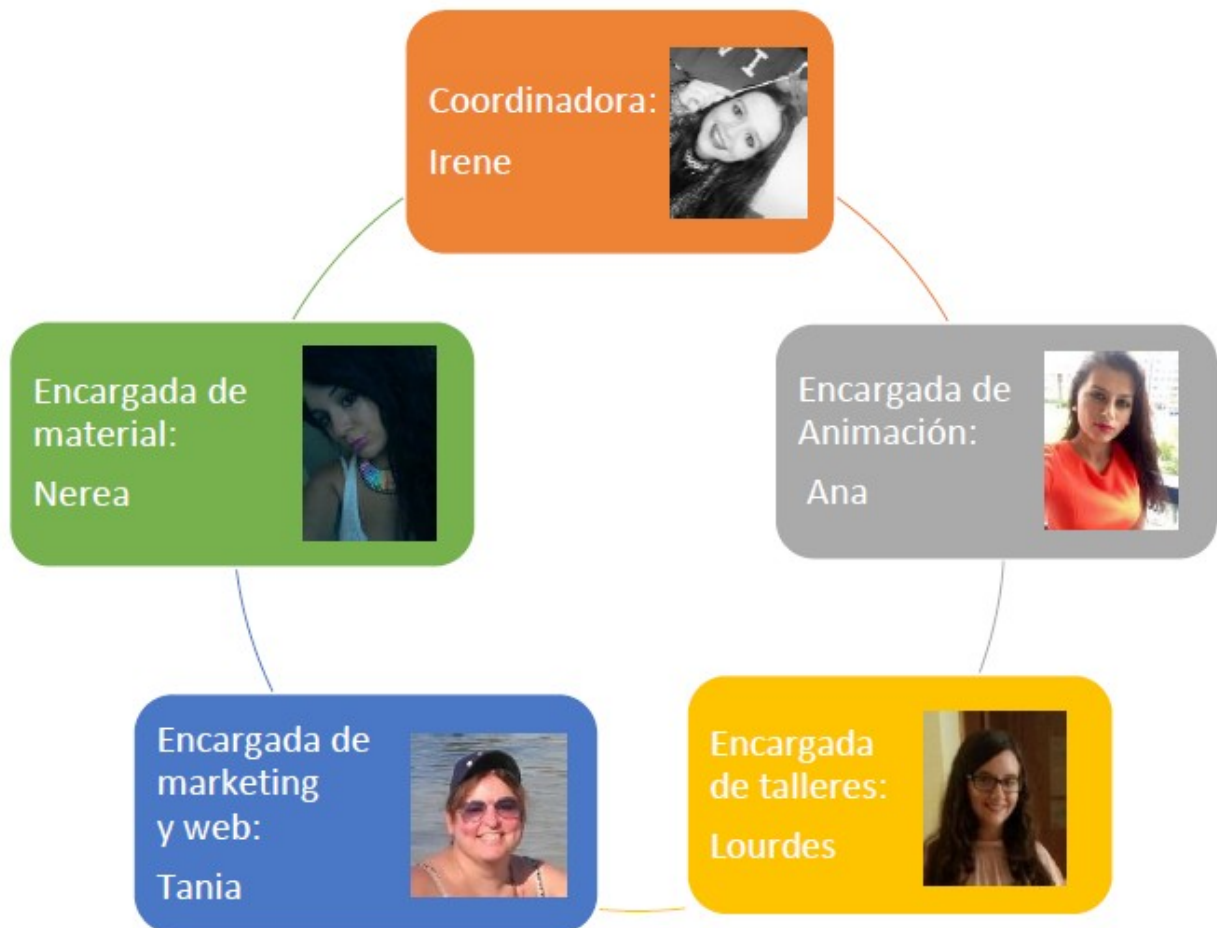 Coordinadora:
Irene
Encargada de
Animación:
Ana
Encargada
de talleres:
Lourdes
Encargada de
marketing
y web:
Tania
Encargada de
material:
Nerea